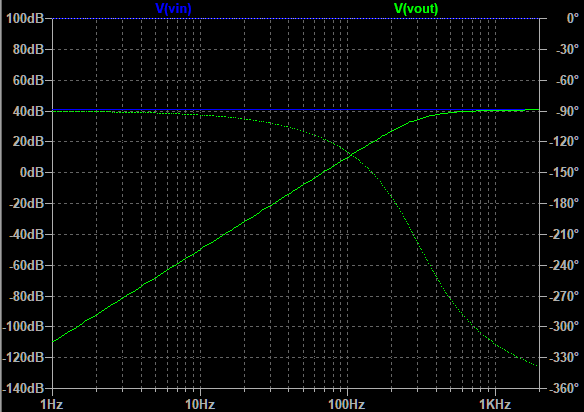 V(vin) V(vout)
100dB 0°
80dB -30°
60dB -60°
40dB -90°
20dB -120°
0dB -150°
-20dB -180°
-40dB -210°
-60dB -240°
-80dB -270°
-100dB -300°
-120dB -330°
-140dB -360°
1Hz 10Hz 100Hz 1KHz